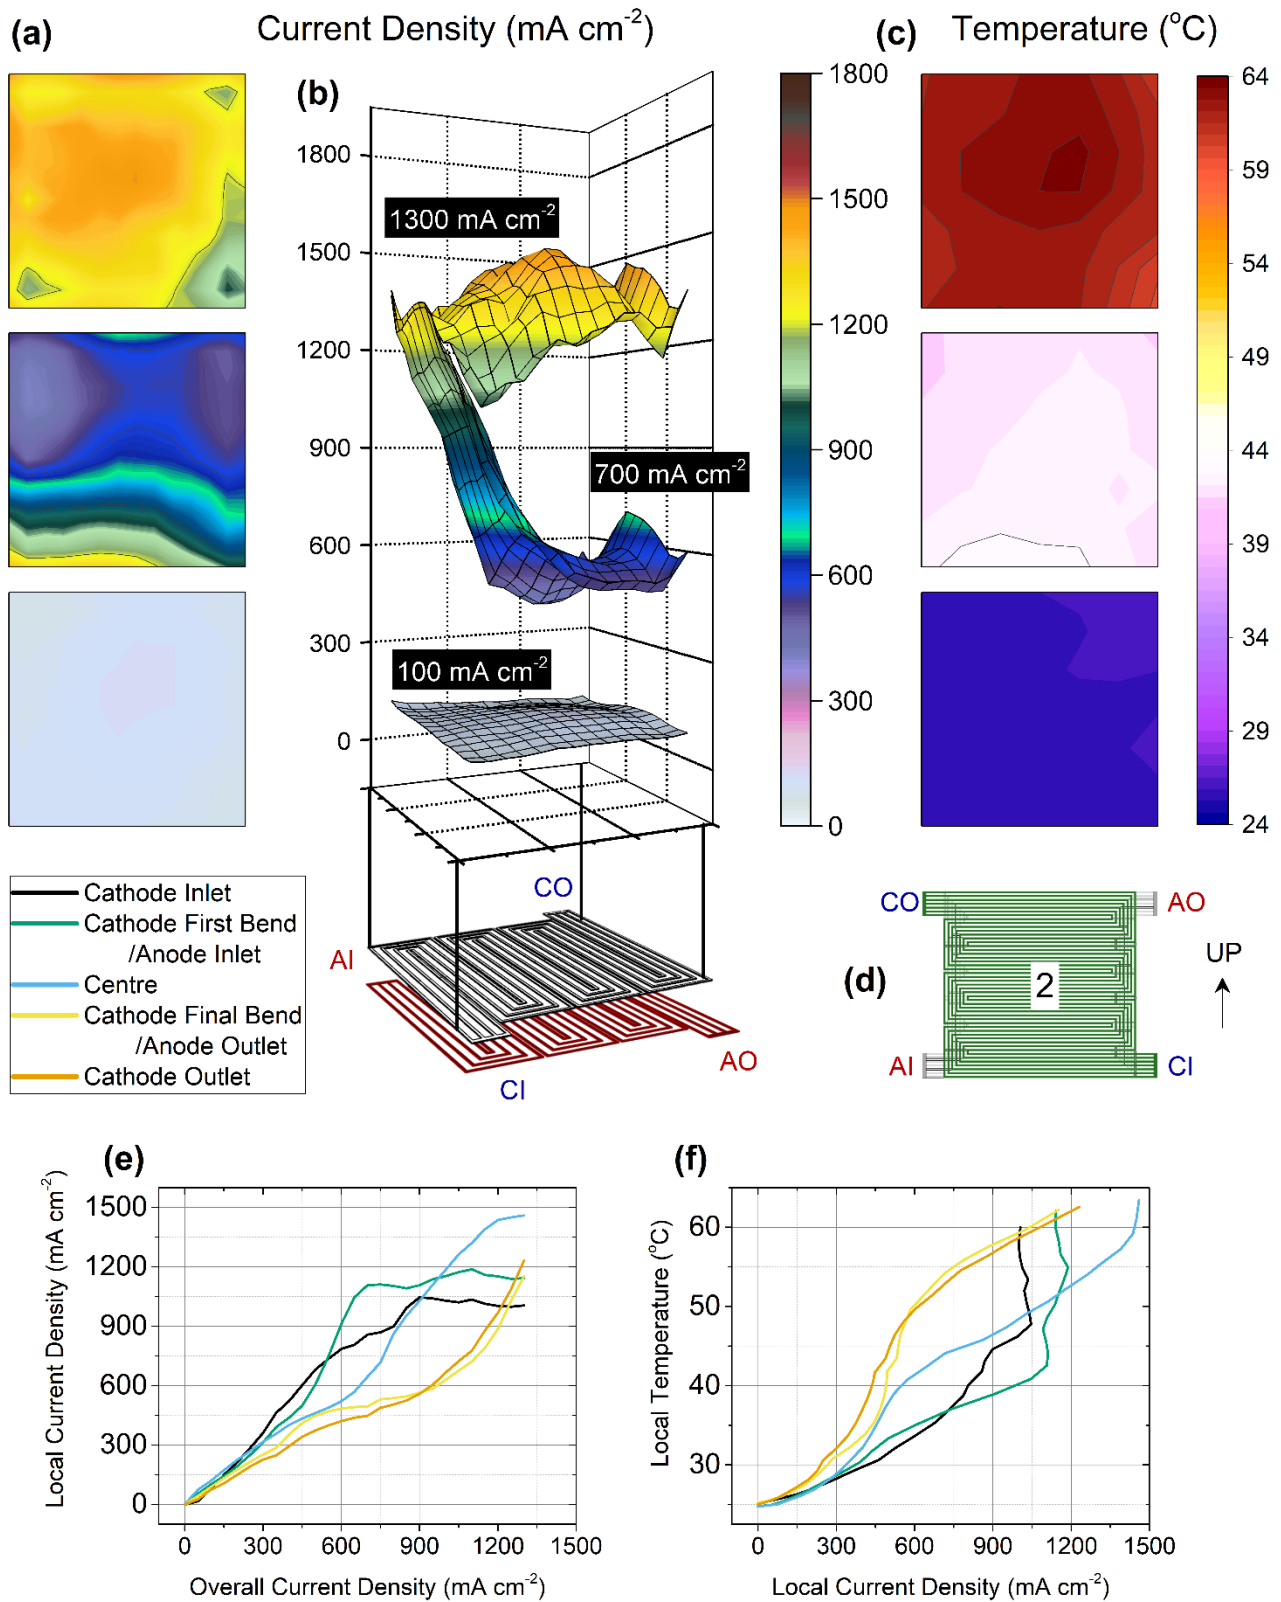 (a)
Current Density (mA cm-2)
(c)
Temperature (oC)
(b)
1800
1500
1200
900
600
300
0
1300 mA cm-2
700 mA cm-2
100 mA cm-2
1800
1500
1200
900
600
300
0
64
59
54
49
44
39
34
29
24
Cathode Inlet
Cathode First Bend
/Anode Inlet
Centre
Cathode Final Bend
/Anode Outlet
Cathode Outlet
CO
AI
AO
CI
(d)
CO
AO
2
UP
AI
CI
(e)
Local Current Density (mA cm-2)
1500
1200
900
600
300
0
0
300
600
900
1200
1500
Overall Current Density (mA cm-2)
(f)
Local Temperature (oC)
60
50
40
30
0
300
600
900
1200
1500
Local Current Density (mA cm-2)